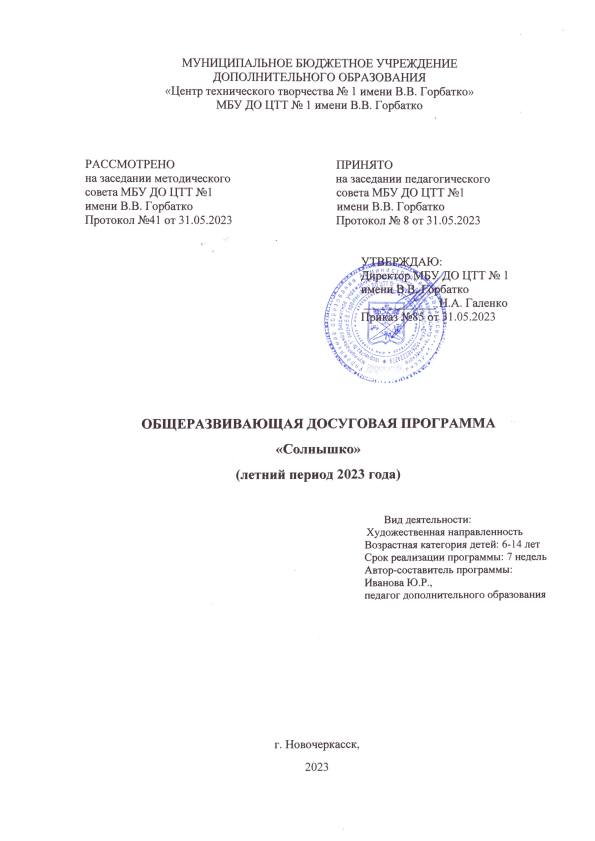 МУНИЦИПАЛЬНОЕ БЮДЖЕТНОЕ УЧРЕЖДЕНИЕ
ДОПОЛНИТЕЛЬНОГО ОБРАЗОВАНИЯ
«Центр технического творчества № 1 имени В.В. Горбатко»
МБУ ДО ЦТТ № 1 имени В.В. Горбатко
РАССМОТРЕНО
на заседании методического
совета МБУ ДО ЦТТ №1
имени В.В. Горбатко
Протокол №41 от 31.05.2023
ПРИНЯТО
на заседании педагогического
совета МБУ ДО ЦТТ №1
имени В.В. Горбатко
Протокол № 8 от 31.05.2023
УТВЕРЖДАЮ:
Директор МБУ ДО ЦТТ № 1
имени В.В. Горбатко
Н.А. Галенко
Приказ №85 от 31.05.2023
ОБЩЕРАЗВИВАЮЩАЯ ДОСУГОВАЯ ПРОГРАММА
«Солнышко»
(летний период 2023 года)
Вид деятельности:
Художественная направленность
Возрастная категория детей: 6-14 лет
Срок реализации программы: 7 недель
Автор-составитель программы:
Иванова Ю.Р.,
педагог дополнительного образования
г. Новочеркасск,
2023